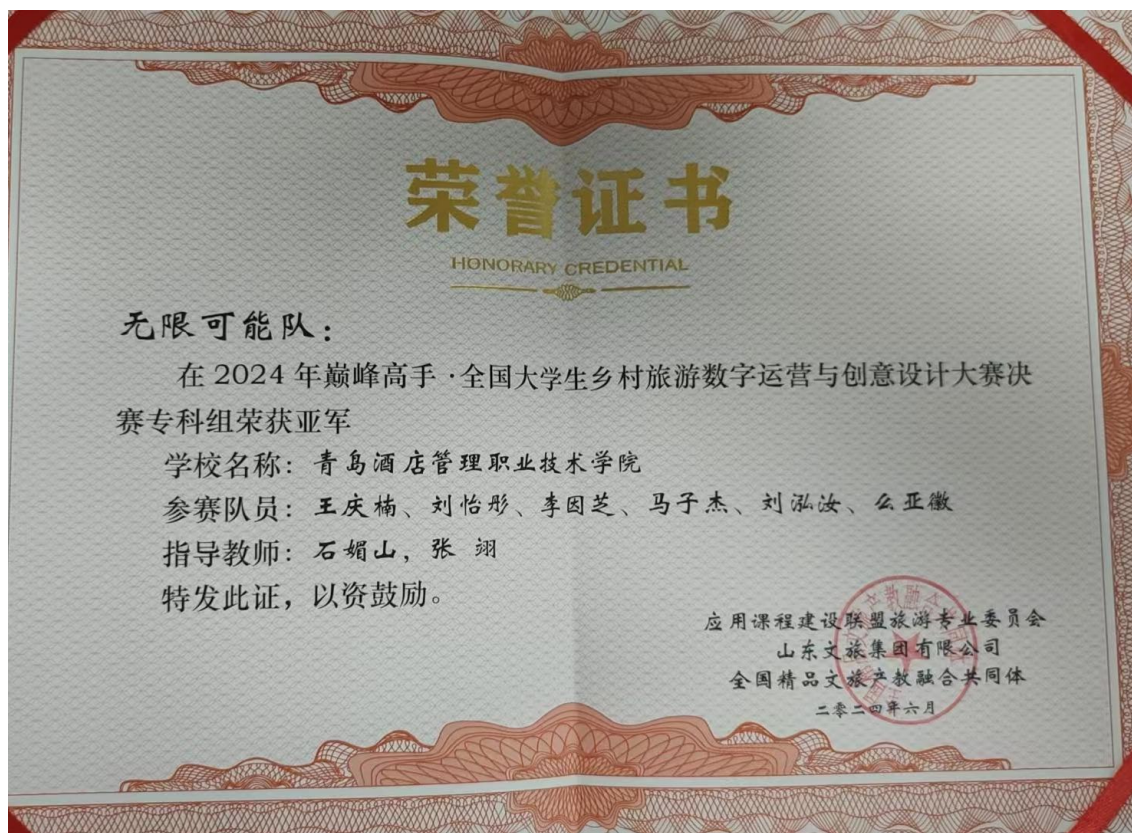 荣誉证书
HONORARY CREDENTIAL
无限可能队：
在 2024 年巅峰高手·全国大学生乡村旅游数字运营与创意设计大赛决
赛专科组荣获亚军
学校名称：青岛酒店管理职业技术学院
参赛队员：王庆楠、刘怡彤、李因芝、马子杰、刘泓汝、么亚徽
指导教师：石媚山，张 翊
特发此证，以资鼓励。
应用课程建设联盟旅游专业委员会
山东文旅集团有限公司
全国精品文旅产教融合共同体
二零二四年六月